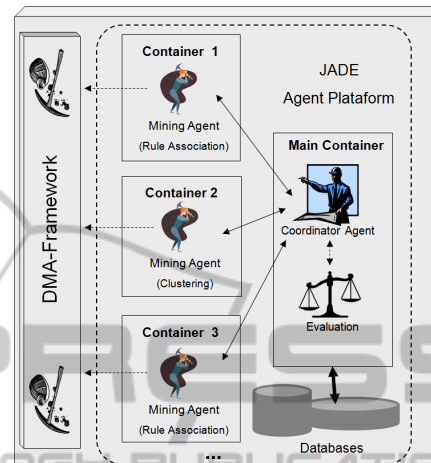 DMA-Framework
Container 1
Mining Agent
(Rule Association)
Container 2
Mining Agent
(Clustering)
Container 3
Mining Agent
(Rule Association)
...
JADE
Agent Plataform
Main Container
Coordinator Agent
Evaluation
Databases